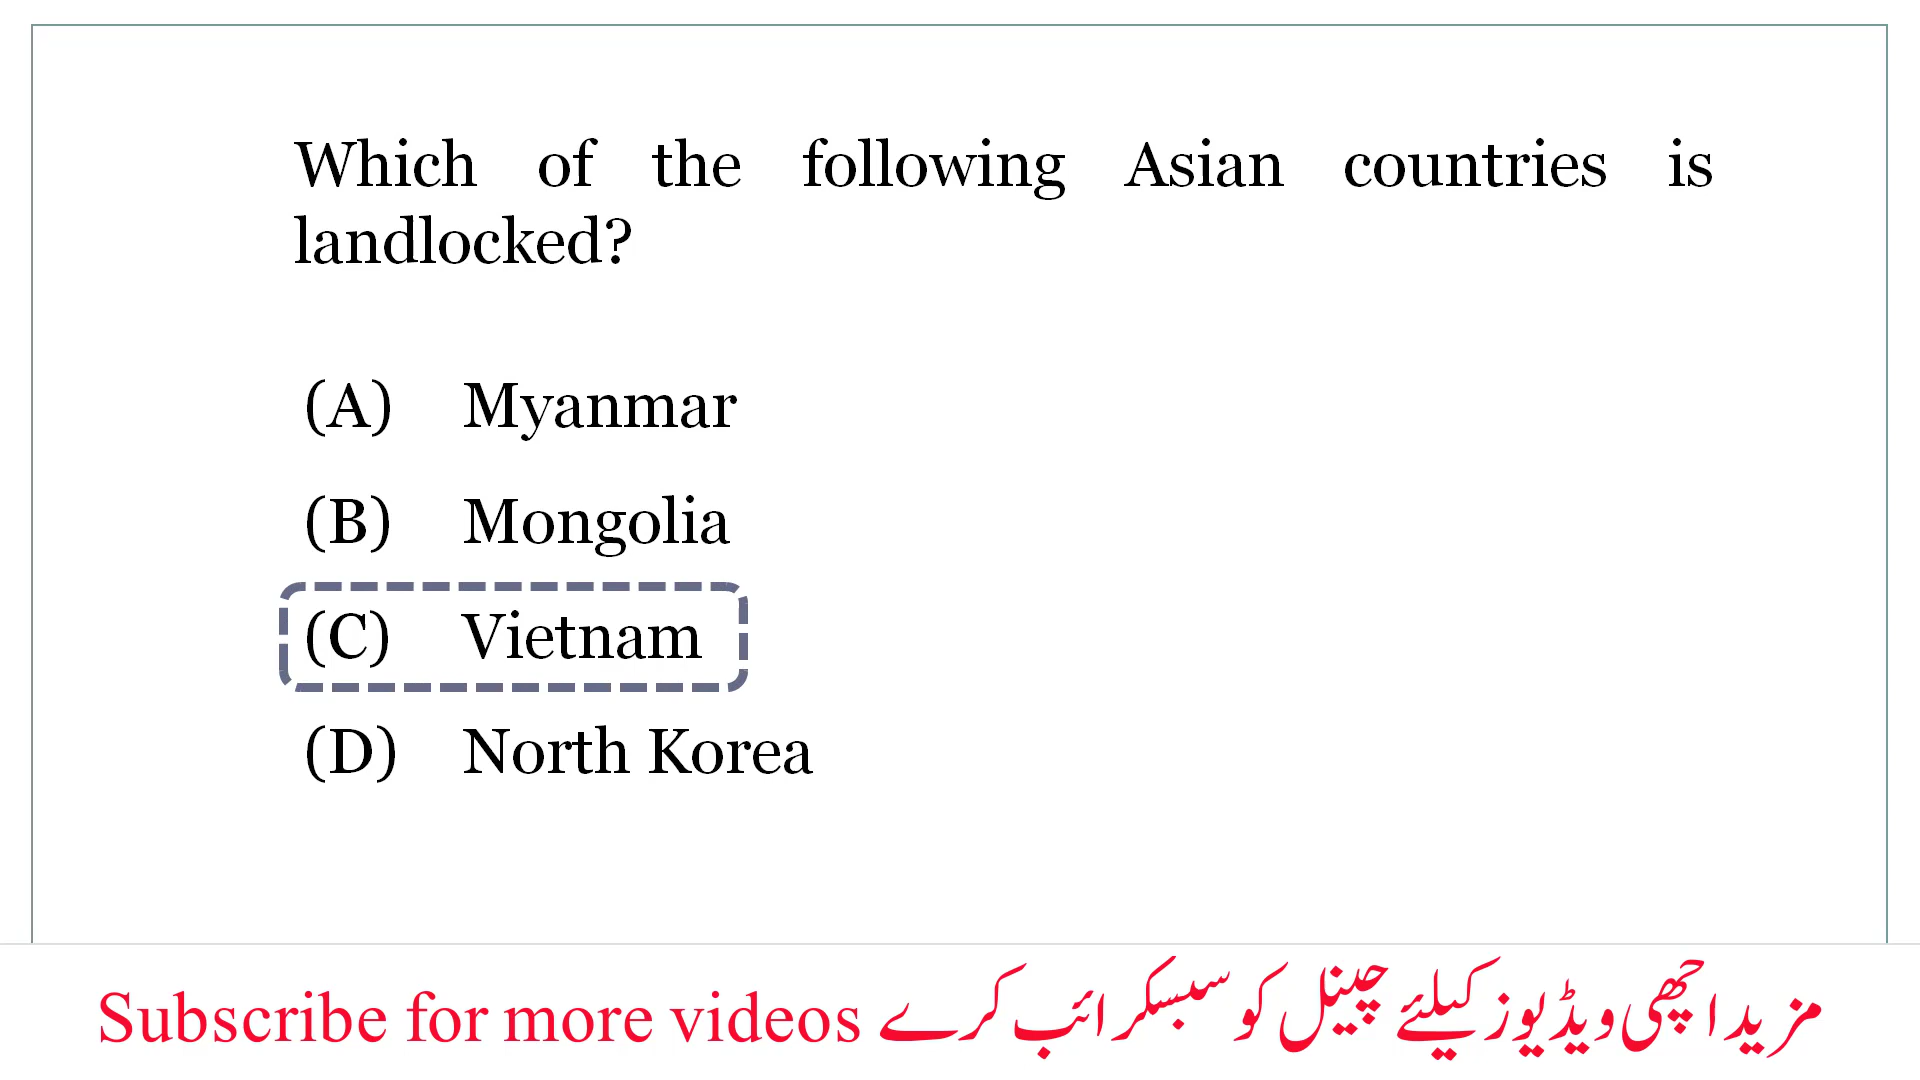 Which of the following Asian countries is
landlocked?
(A) Myanmar
(B) Mongolia
(C) Vietnam
(D) North Korea
Subscribe for more videos مزید اچھی ویڈیوز کیلئے چینل کو سبسکرائب کرے